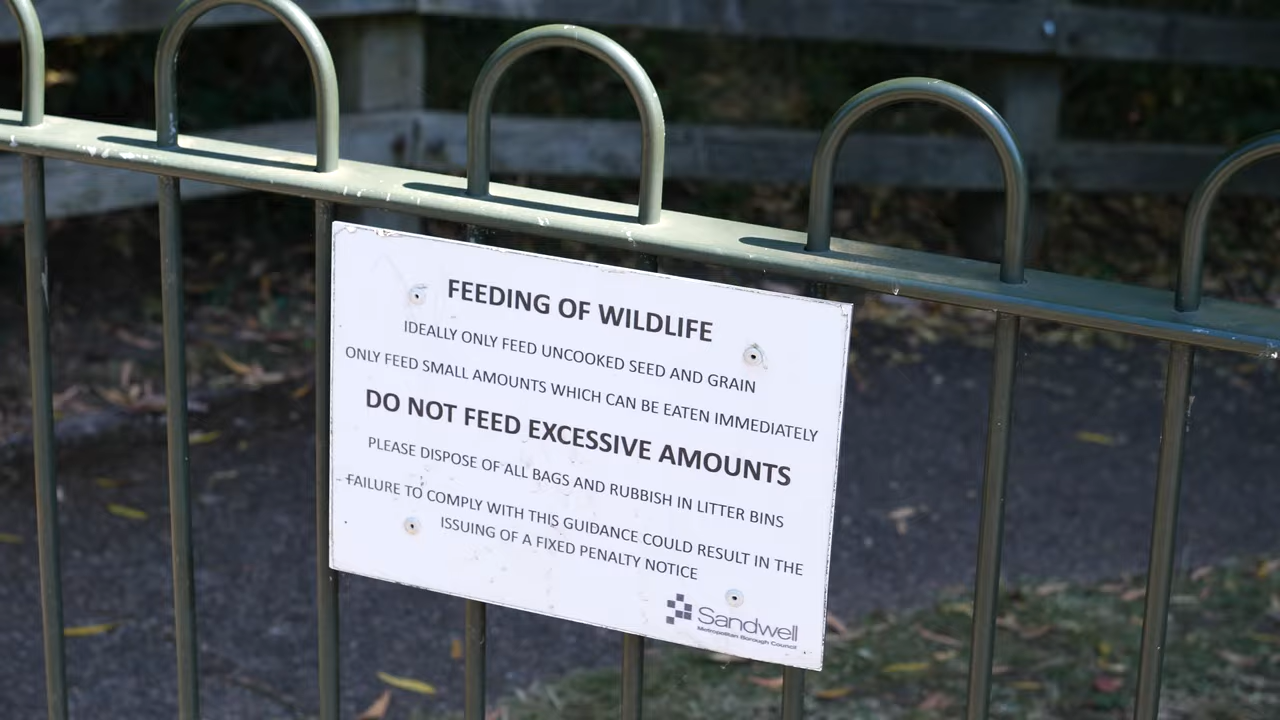 FEEDING OF WILDLIFE
IDEALLY ONLY FEED UNCOOKED SEED AND GRAIN
ONLY FEED SMALL AMOUNTS WHICH CAN BE EATEN IMMEDIATELY
DO NOT FEED EXCESSIVE AMOUNTS
PLEASE DISPOSE OF ALL BAGS AND RUBBISH IN LITTER BINS
FAILURE TO COMPLY WITH THIS GUIDANCE COULD RESULT IN THE
ISSUING OF A FIXED PENALTY NOTICE
Sandwell
Metropolitan Borough Council